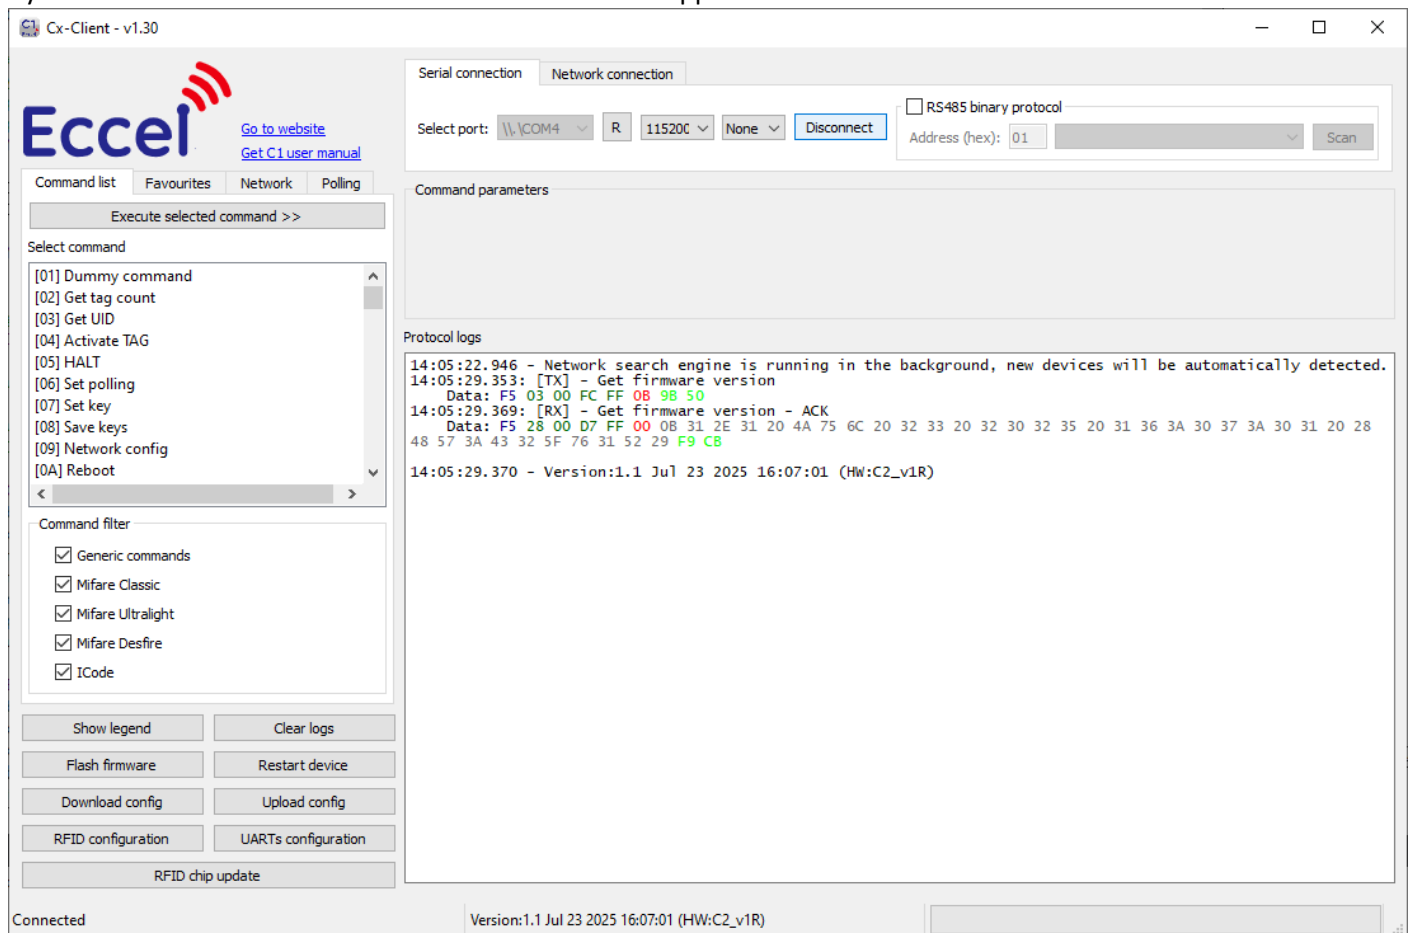 Cx-Client - v1.30
Eccel
Go to website
Get C1 user manual
Serial connection
Network connection
Select port:
\\.\COM4
R
115200
None
Disconnect
RS485 binary protocol
Address (hex):
01
Scan
Command list
Favourites
Network
Polling
Execute selected command >>
Select command
[01] Dummy command
[02] Get tag count
[03] Get UID
[04] Activate TAG
[05] HALT
[06] Set polling
[07] Set key
[08] Save keys
[09] Network config
[0A] Reboot
Command filter
Generic commands
Mifare Classic
Mifare Ultralight
Mifare Desfire
ICode
Show legend
Clear logs
Flash firmware
Restart device
Download config
Upload config
RFID configuration
UARTs configuration
RFID chip update
Command parameters
Protocol logs
14:05:22.946 - Network search engine is running in the background, new devices will be automatically detected.
14:05:29.353: [TX] - Get firmware version
Data: F5 03 00 FC FF 0B 9B 50
14:05:29.369: [RX] - Get firmware version - ACK
Data: F5 28 00 D7 FF 00 0B 31 2E 31 20 4A 75 6C 20 32 33 20 32 30 32 35 20 31 36 3A 30 37 3A 30 31 20 28
48 57 3A 43 32 5F 76 31 52 29 F9 CB
14:05:29.370 - Version:1.1 Jul 23 2025 16:07:01 (HW:C2_v1R)
Connected
Version:1.1 Jul 23 2025 16:07:01 (HW:C2_v1R)